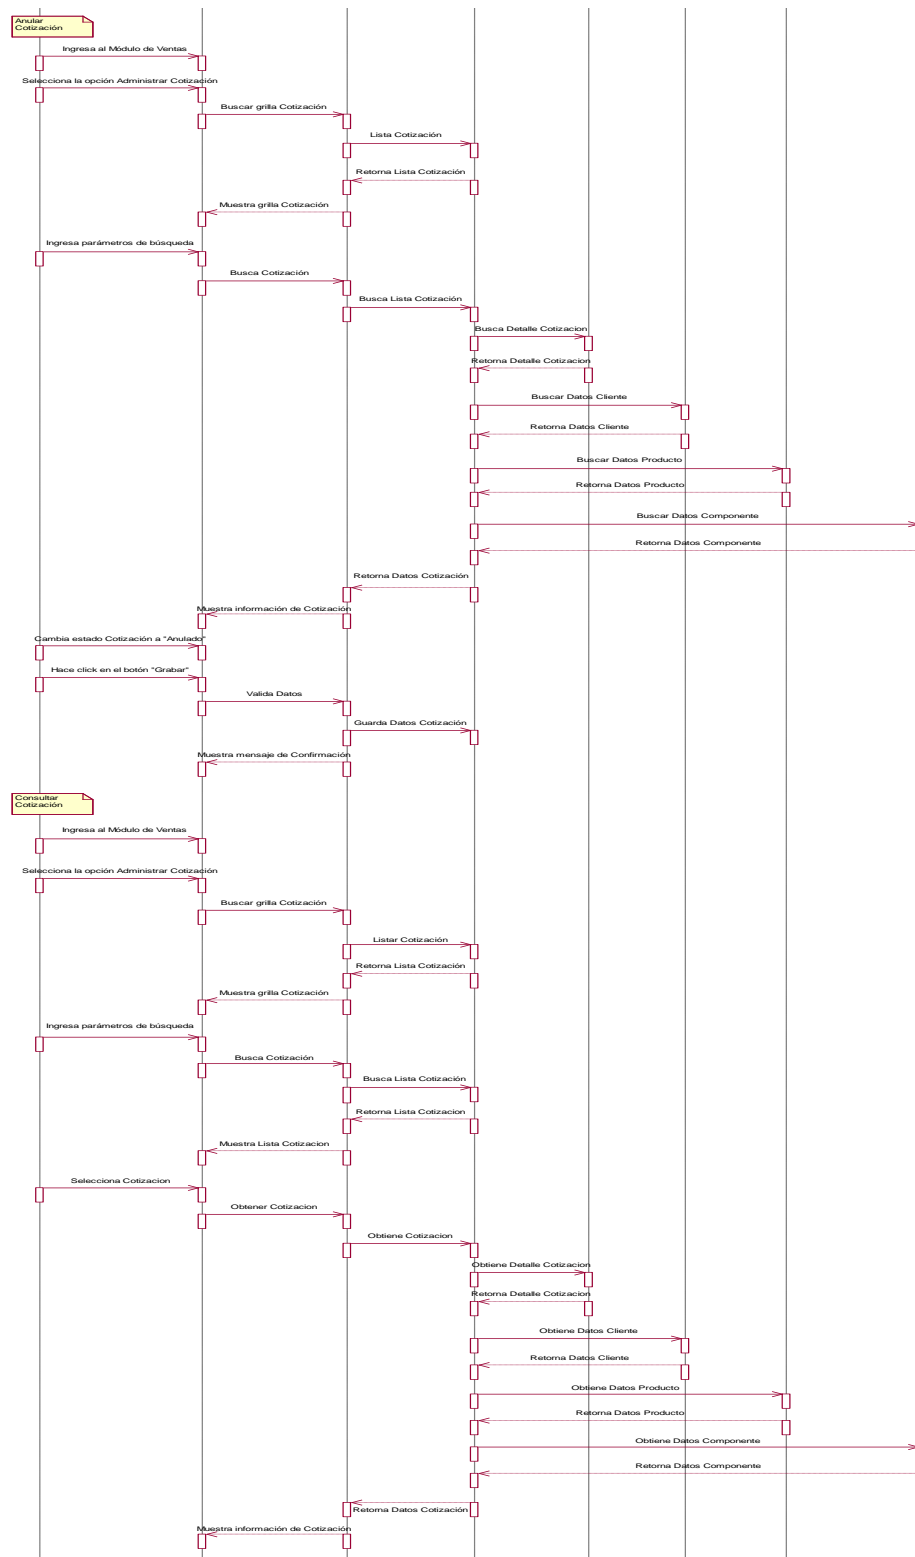 Anular
Cotización
Ingresa al Módulo de Ventas
Selecciona la opción Administrar Cotización
Buscar grilla Cotización
Lista Cotización
Retorna Lista Cotización
Muestra grilla Cotización
Ingresa parámetros de búsqueda
Busca Cotización
Busca Lista Cotización
Busca Detalle Cotizacion
Retorna Detalle Cotizacion
Buscar Datos Cliente
Retorna Datos Cliente
Buscar Datos Producto
Retorna Datos Producto
Buscar Datos Componente
Retorna Datos Componente
Retorna Datos Cotización
Muestra información de Cotización
Cambia estado Cotización a "Anulado"
Hace click en el botón "Grabar"
Valida Datos
Guarda Datos Cotización
Muestra mensaje de Confirmación
Consultar
Cotización
Ingresa al Módulo de Ventas
Selecciona la opción Administrar Cotización
Buscar grilla Cotización
Listar Cotización
Retorna Lista Cotización
Muestra grilla Cotización
Ingresa parámetros de búsqueda
Busca Cotización
Busca Lista Cotización
Retorna Lista Cotizacion
Muestra Lista Cotizacion
Selecciona Cotizacion
Obtener Cotizacion
Obtiene Cotizacion
Obtiene Detalle Cotizacion
Retorna Detalle Cotizacion
Obtiene Datos Cliente
Retorna Datos Cliente
Obtiene Datos Producto
Retorna Datos Producto
Obtiene Datos Componente
Retorna Datos Componente
Retorna Datos Cotización
Muestra información de Cotización